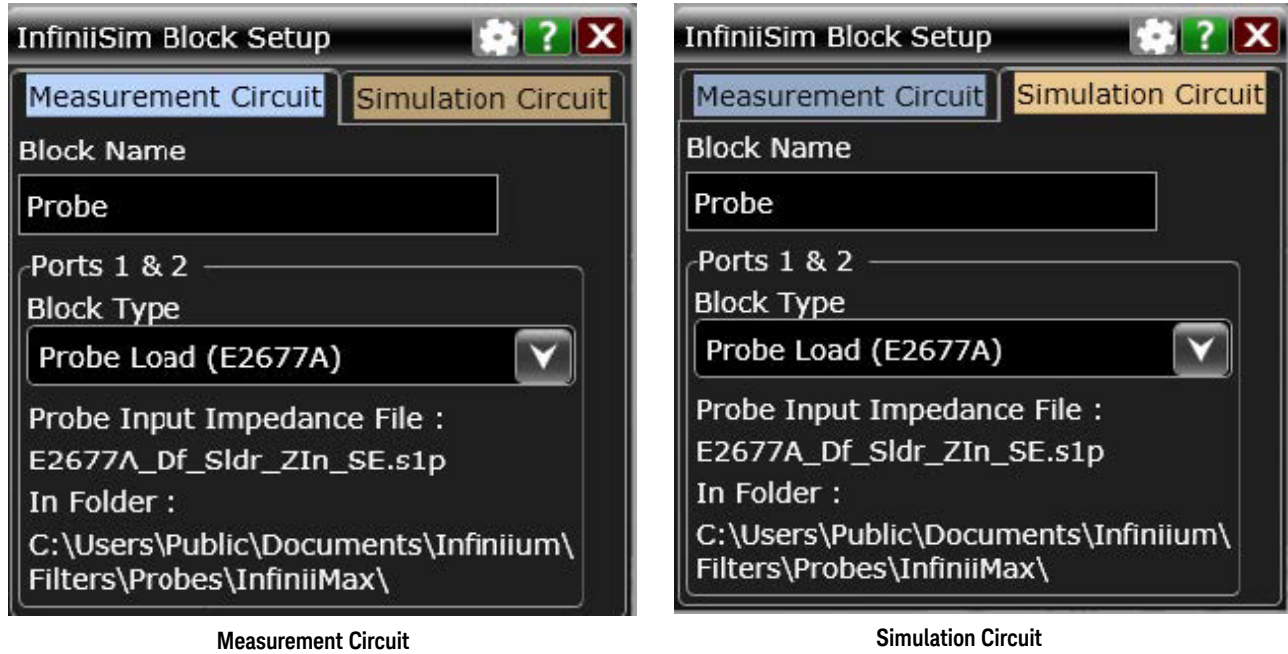 InfiniiSim Block Setup
?
X
Measurement Circuit
Simulation Circuit
Block Name
Probe
Ports 1 & 2
Block Type
Probe Load (E2677A)
Probe Input Impedance File :
E2677A_Df_Sldr_ZIn_SE.s1p
In Folder :
C:\Users\Public\Documents\Infiniium\
Filters\Probes\InfiniiMax\
Measurement Circuit
InfiniiSim Block Setup
?
X
Measurement Circuit
Simulation Circuit
Block Name
Probe
Ports 1 & 2
Block Type
Probe Load (E2677A)
Probe Input Impedance File :
E2677A_Df_Sldr_ZIn_SE.s1p
In Folder :
C:\Users\Public\Documents\Infiniium\
Filters\Probes\InfiniiMax\
Simulation Circuit